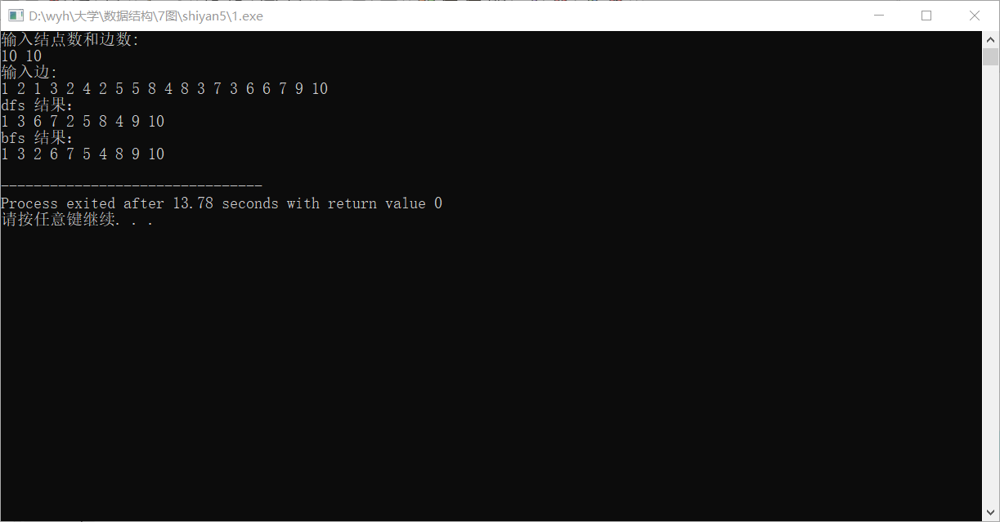 D:\wyh\大学\数据结构\7图\shiyan5\1.exe
输入结点数和边数:
10 10
输入边:
1 2 1 3 2 4 2 5 5 8 4 8 3 7 3 6 6 7 9 10
dfs 结果：
1 3 6 7 2 5 8 4 9 10
bfs 结果：
1 3 2 6 7 5 4 8 9 10
--------------------------------
Process exited after 13.78 seconds with return value 0
请按任意键继续. . .